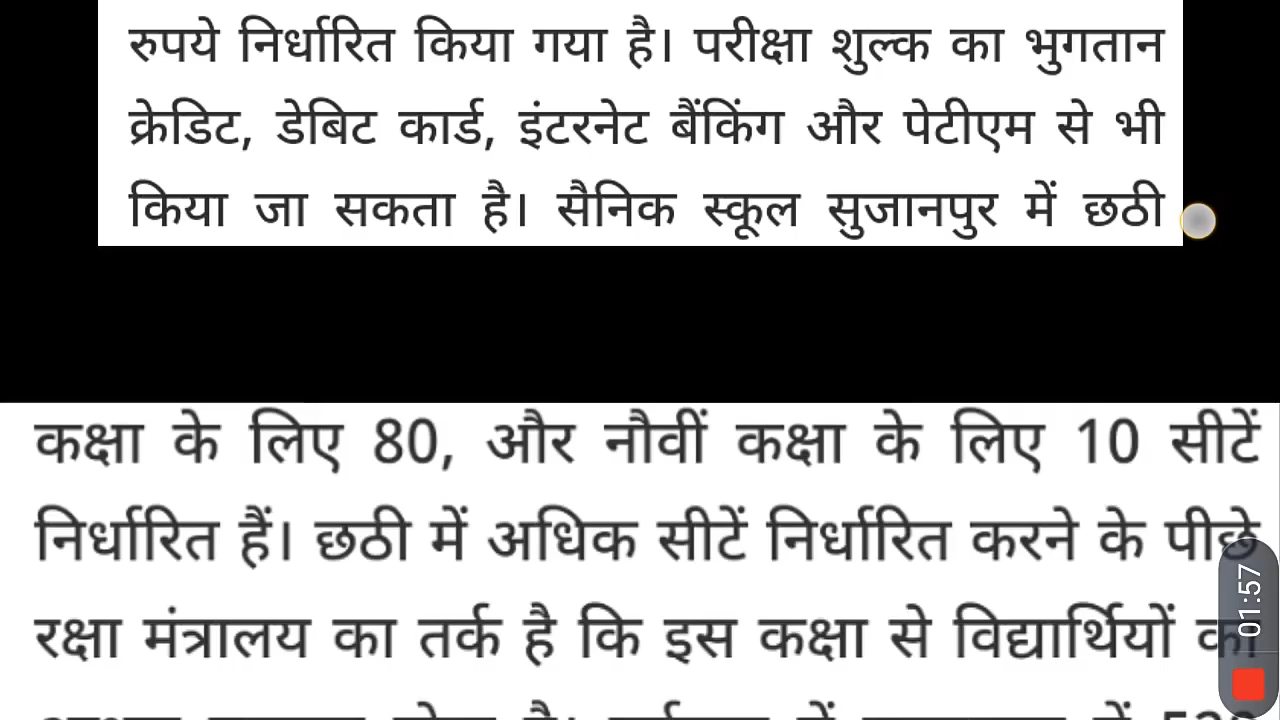 रुपये निर्धारित किया गया है। परीक्षा शुल्क का भुगतान
क्रेडिट, डेबिट कार्ड, इंटरनेट बैंकिंग और पेटीएम से भी
किया जा सकता है। सैनिक स्कूल सुजानपुर में छठी
कक्षा के लिए 80, और नौवीं कक्षा के लिए 10 सीटें
निर्धारित हैं। छठी में अधिक सीटें निर्धारित करने के पीछे
रक्षा मंत्रालय का तर्क है कि इस कक्षा से विद्यार्थियों का
01:57